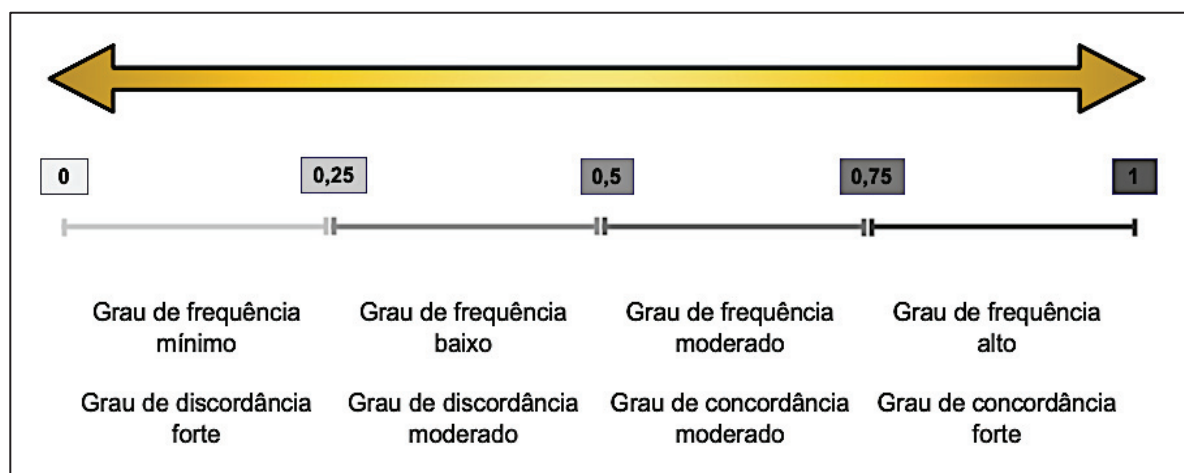 0 0,25 0,5 0,75 1
Grau de frequência Grau de frequência Grau de frequência Grau de frequência
mínimo baixo moderado alto
Grau de discordância Grau de discordância Grau de concordância Grau de concordância
forte moderado moderado forte